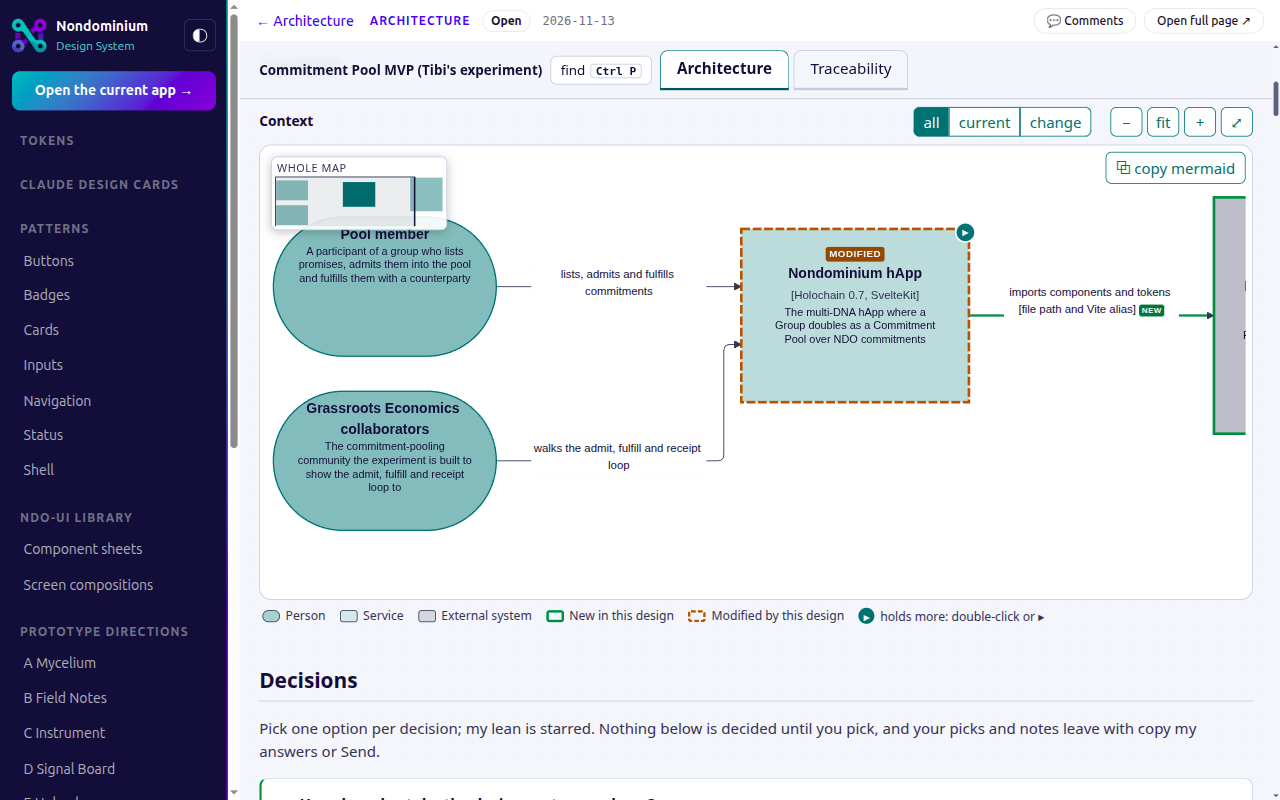 Nondominium
Design System
Open the current app →
TOKENS
CLAUDE DESIGN CARDS
PATTERNS
Buttons
Badges
Cards
Inputs
Navigation
Status
Shell
NDO-UI LIBRARY
Component sheets
Screen compositions
PROTOTYPE DIRECTIONS
A Mycelium
B Field Notes
C Instrument
D Signal Board
← Architecture ARCHITECTURE Open 2026-11-13
💬 Comments
Open full page ↗
Commitment Pool MVP (Tibi's experiment)
find Ctrl P
Architecture
Traceability
Context
all current change
− fit + ⤢
WHOLE MAP
copy mermaid
Pool member
A participant of a group who lists
promises, admits them into the pool
and fulfills them with a counterparty
lists, admits and fulfills
commitments
MODIFIED
Nondominium hApp
[Holochain 0.7, SvelteKit]
The multi-DNA hApp where a
Group doubles as a Commitment
Pool over NDO commitments
imports components and tokens
[file path and Vite alias] NEW
Grassroots Economics
collaborators
The commitment-pooling
community the experiment is built to
show the admit, fulfill and receipt
loop to
walks the admit, fulfill and receipt
loop
Person
Service
External system
New in this design
Modified by this design
holds more: double-click or ▸
Decisions
Pick one option per decision; my lean is starred. Nothing below is decided until you pick, and your picks and notes leave with copy my
answers or Send.